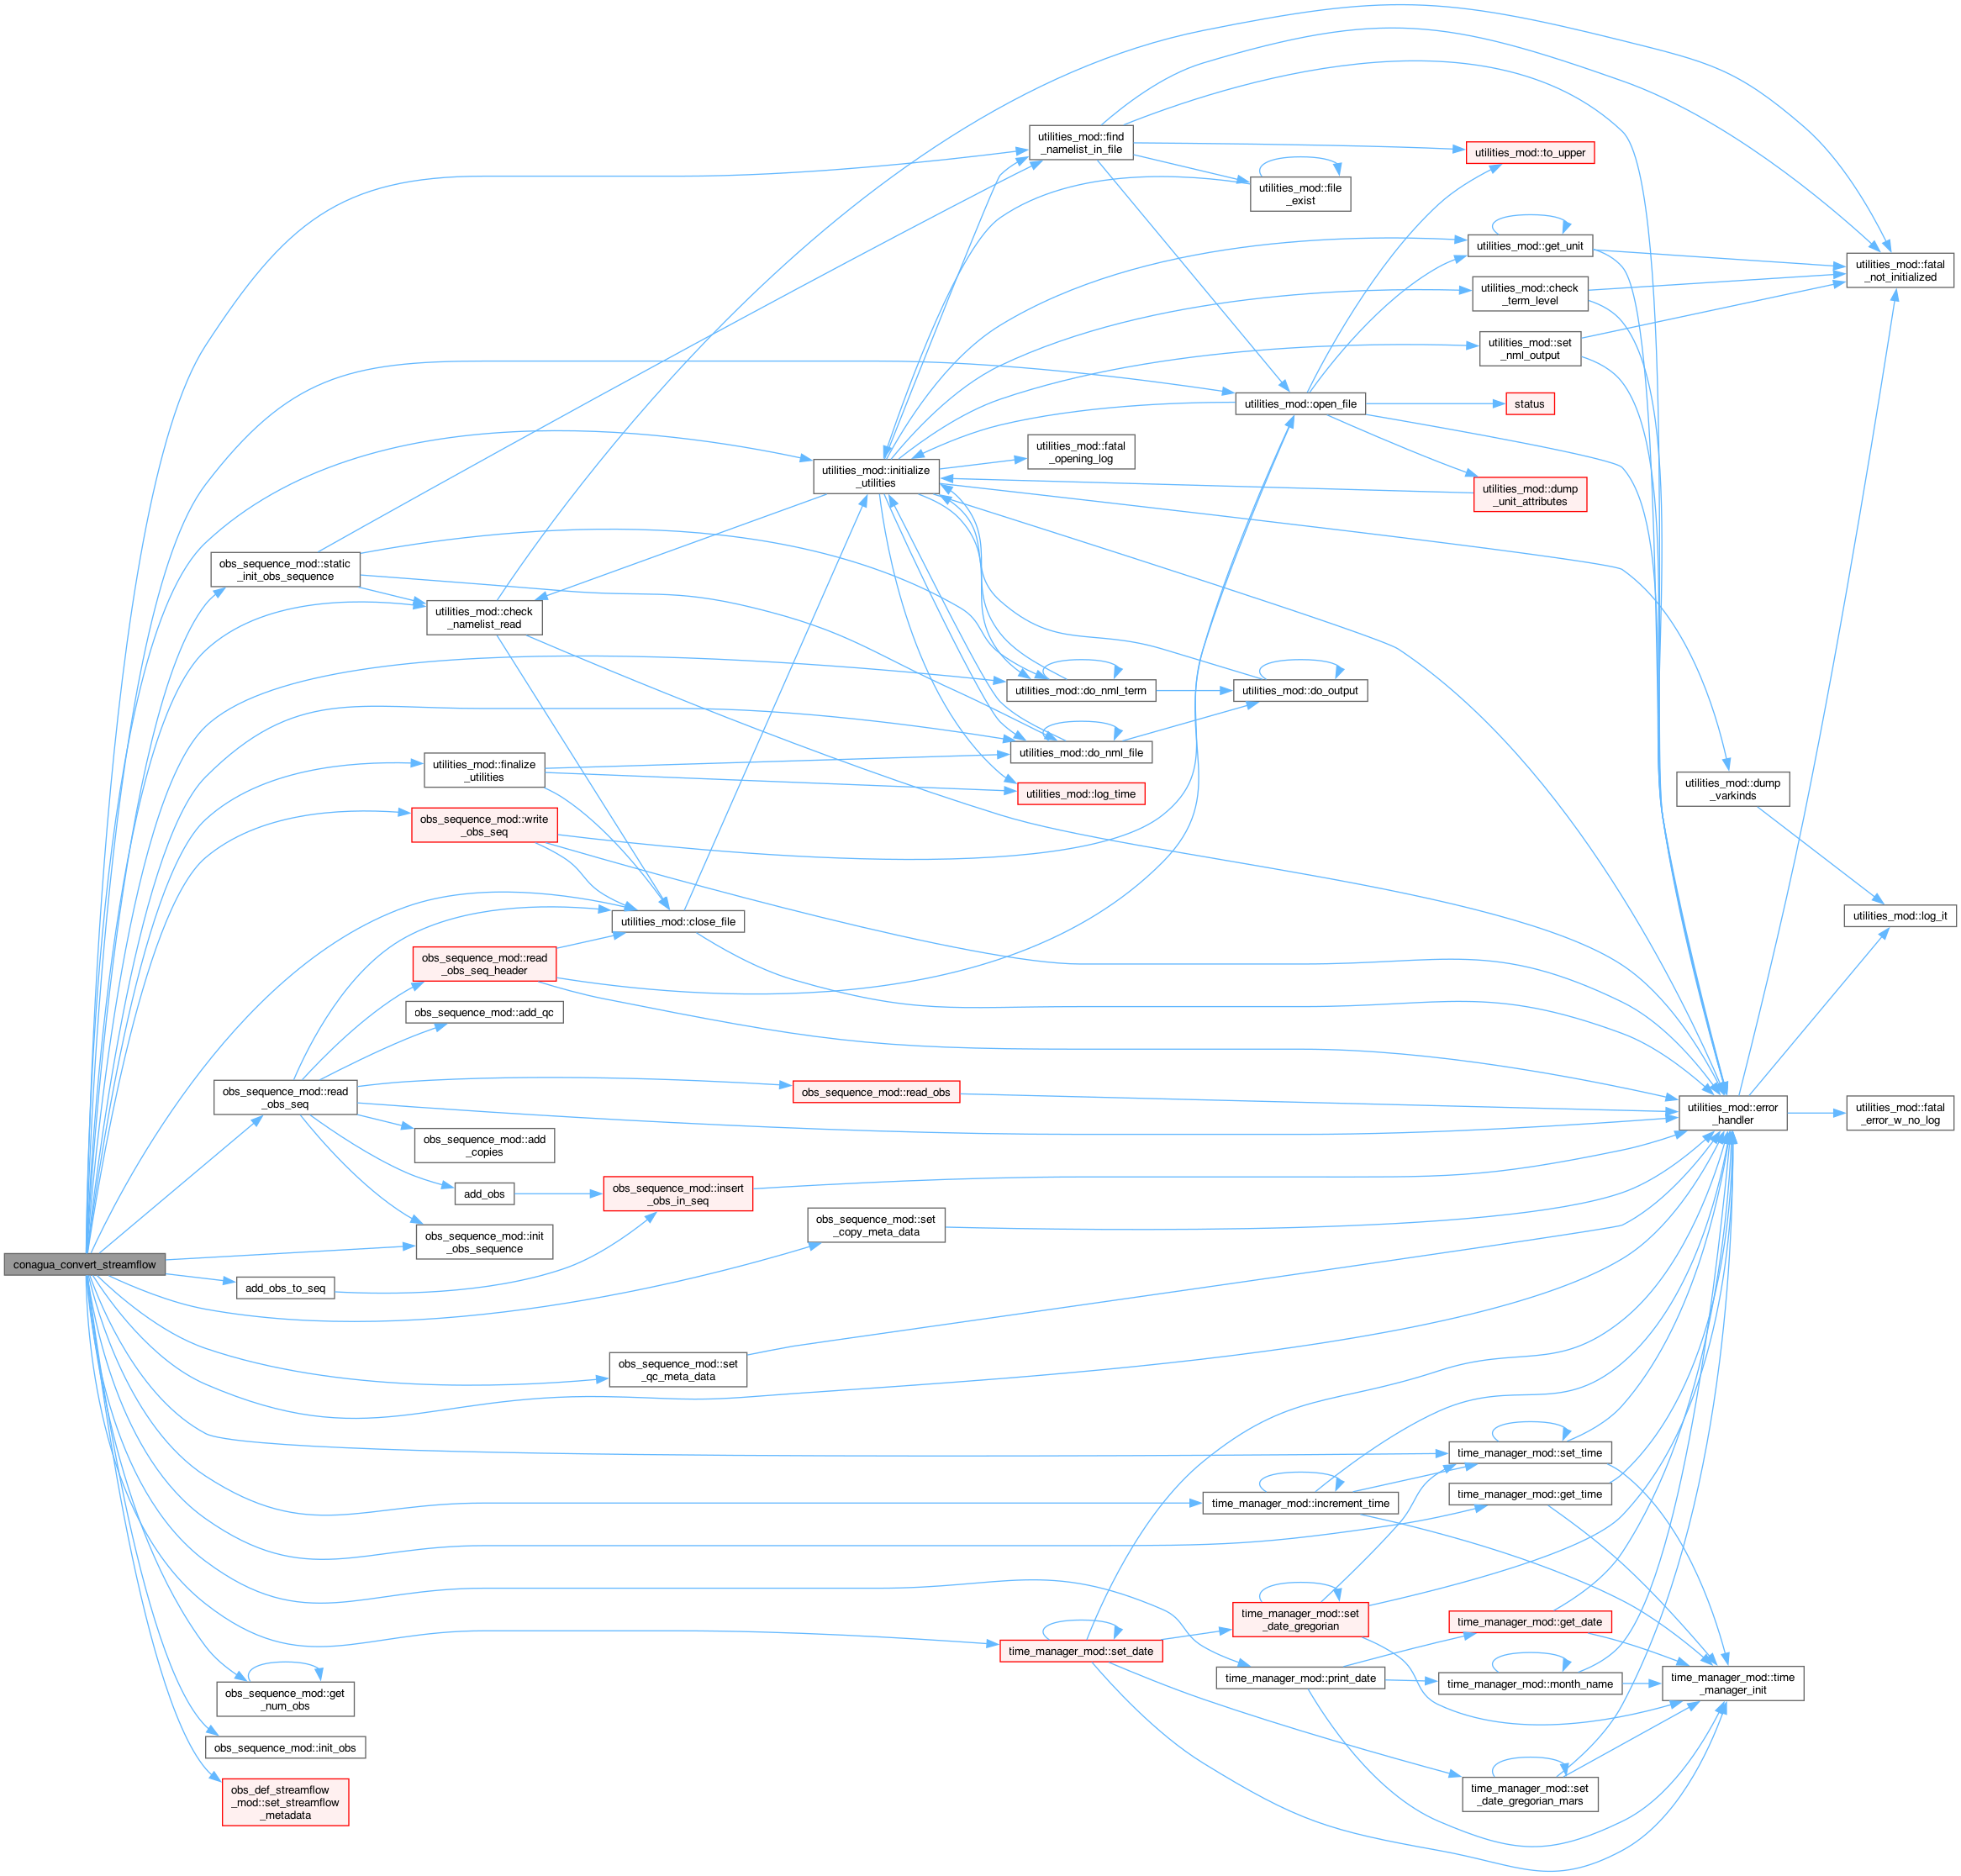 utilities_mod::find
_namelist_in_file
utilities_mod::to_upper
utilities_mod::file
_exist
utilities_mod::get_unit
utilities_mod::fatal
_not_initialized
utilities_mod::check
_term_level
utilities_mod::set
_nml_output
utilities_mod::open_file
status
utilities_mod::fatal
_opening_log
utilities_mod::initialize
_utilities
utilities_mod::dump
_unit_attributes
obs_sequence_mod::static
_init_obs_sequence
utilities_mod::check
_namelist_read
utilities_mod::do_nml_term
utilities_mod::do_output
utilities_mod::do_nml_file
utilities_mod::finalize
_utilities
utilities_mod::log_time
utilities_mod::dump
_varkinds
obs_sequence_mod::write
_obs_seq
utilities_mod::close_file
utilities_mod::log_it
obs_sequence_mod::read
_obs_seq_header
obs_sequence_mod::add_qc
obs_sequence_mod::read
_obs_seq
obs_sequence_mod::read_obs
utilities_mod::error
_handler
utilities_mod::fatal
_error_w_no_log
obs_sequence_mod::add
_copies
add_obs
obs_sequence_mod::insert
_obs_in_seq
obs_sequence_mod::set
_copy_meta_data
obs_sequence_mod::init
_obs_sequence
conagua_convert_streamflow
add_obs_to_seq
obs_sequence_mod::set
_qc_meta_data
time_manager_mod::set_time
time_manager_mod::get_time
time_manager_mod::increment_time
time_manager_mod::set
_date_gregorian
time_manager_mod::get_date
time_manager_mod::set_date
time_manager_mod::print_date
time_manager_mod::month_name
time_manager_mod::time
_manager_init
obs_sequence_mod::get
_num_obs
obs_sequence_mod::init_obs
time_manager_mod::set
_date_gregorian_mars
obs_def_streamflow
_mod::set_streamflow
_metadata